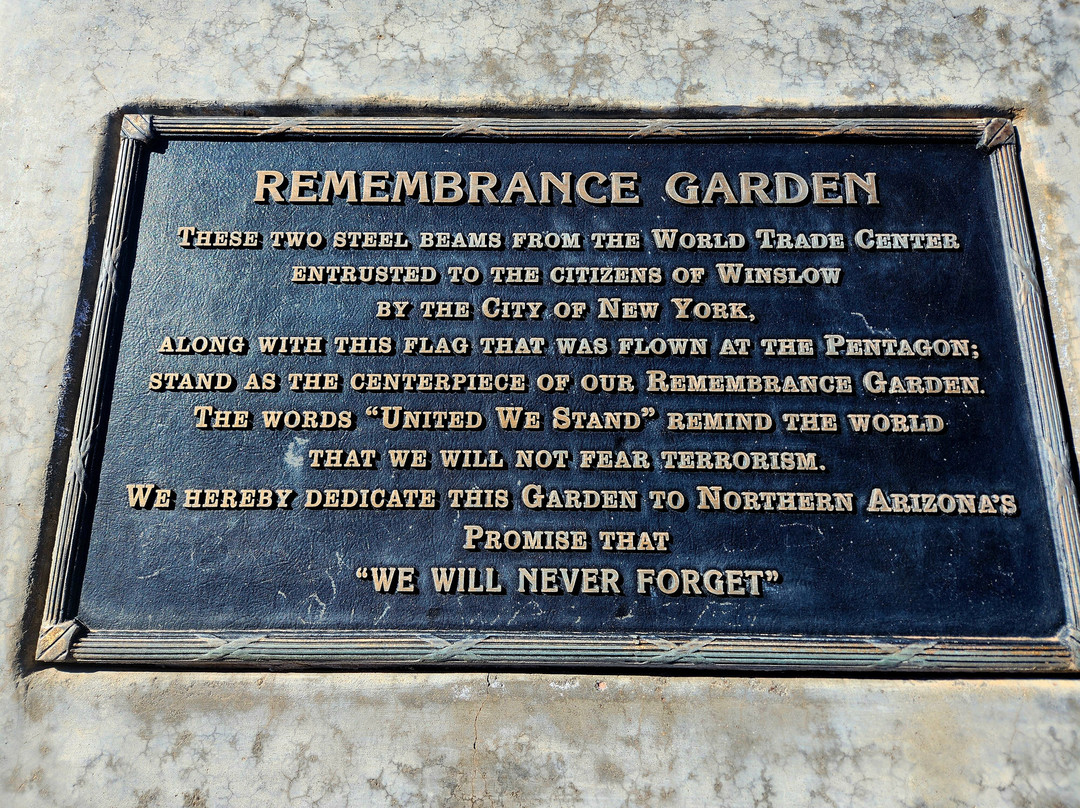 REMEMBRANCE GARDEN
THESE TWO STEEL BEAMS FROM THE WORLD TRADE CENTER
ENTRUSTED TO THE CITIZENS OF WINSLOW
BY THE CITY OF NEW YORK,
ALONG WITH THIS FLAG THAT WAS FLOWN AT THE PENTAGON;
STAND AS THE CENTERPIECE OF OUR REMEMBRANCE GARDEN.
THE WORDS “UNITED WE STAND” REMIND THE WORLD
THAT WE WILL NOT FEAR TERRORISM.
WE HEREBY DEDICATE THIS GARDEN TO NORTHERN ARIZONA'S
PROMISE THAT
“WE WILL NEVER FORGET”